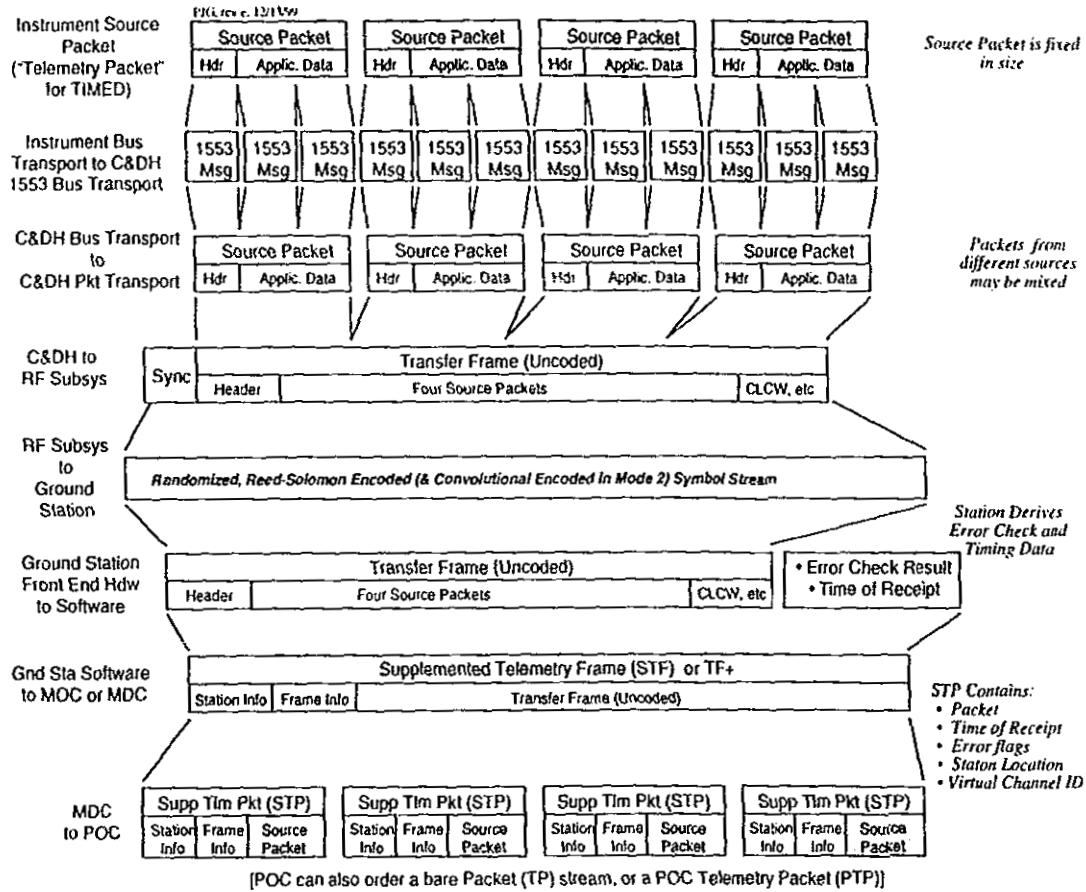 PIG, rev e. 12/1/99
Instrument Source
Packet
("Telemetry Packet"
for TIMED)
Source Packet Source Packet Source Packet Source Packet
Hdr Applic. Data Hdr Applic. Data Hdr Applic. Data Hdr Applic. Data
Source Packet is fixed
in size
Instrument Bus
Transport to C&DH
1553 Bus Transport
1553 1553 1553 1553 1553 1553 1553 1553 1553 1553 1553 1553
Msg Msg Msg Msg Msg Msg Msg Msg Msg Msg Msg Msg
C&DH Bus Transport
to
C&DH Pkt Transport
Source Packet Source Packet Source Packet Source Packet
Hdr Applic. Data Hdr Applic. Data Hdr Applic. Data Hdr Applic. Data
Packets from
different sources
may be mixed
C&DH to
RF Subsys
Sync
Transfer Frame (Uncoded)
Header Four Source Packets CLCW, etc
RF Subsys
to
Ground
Station
Randomized, Reed-Solomon Encoded (& Convolutional Encoded in Mode 2) Symbol Stream
Station Derives
Error Check and
Timing Data
Ground Station
Front End Hdw
to Software
Transfer Frame (Uncoded)
Header Four Source Packets CLCW, etc
• Error Check Result
• Time of Receipt
Gnd Sta Software
to MOC or MDC
Supplemented Telemetry Frame (STF) or TF+
Station Info Frame Info Transfer Frame (Uncoded)
STP Contains:
• Packet
• Time of Receipt
• Error flags
• Staton Location
• Virtual Channel ID
MDC
to POC
Supp Tlm Pkt (STP) Supp Tlm Pkt (STP) Supp Tlm Pkt (STP) Supp Tlm Pkt (STP)
Station Frame Source Station Frame Source Station Frame Source Station Frame Source
Info Info Packet Info Info Packet Info Info Packet Info Info Packet
[POC can also order a bare Packet (TP) stream, or a POC Telemetry Packet (PTP)]